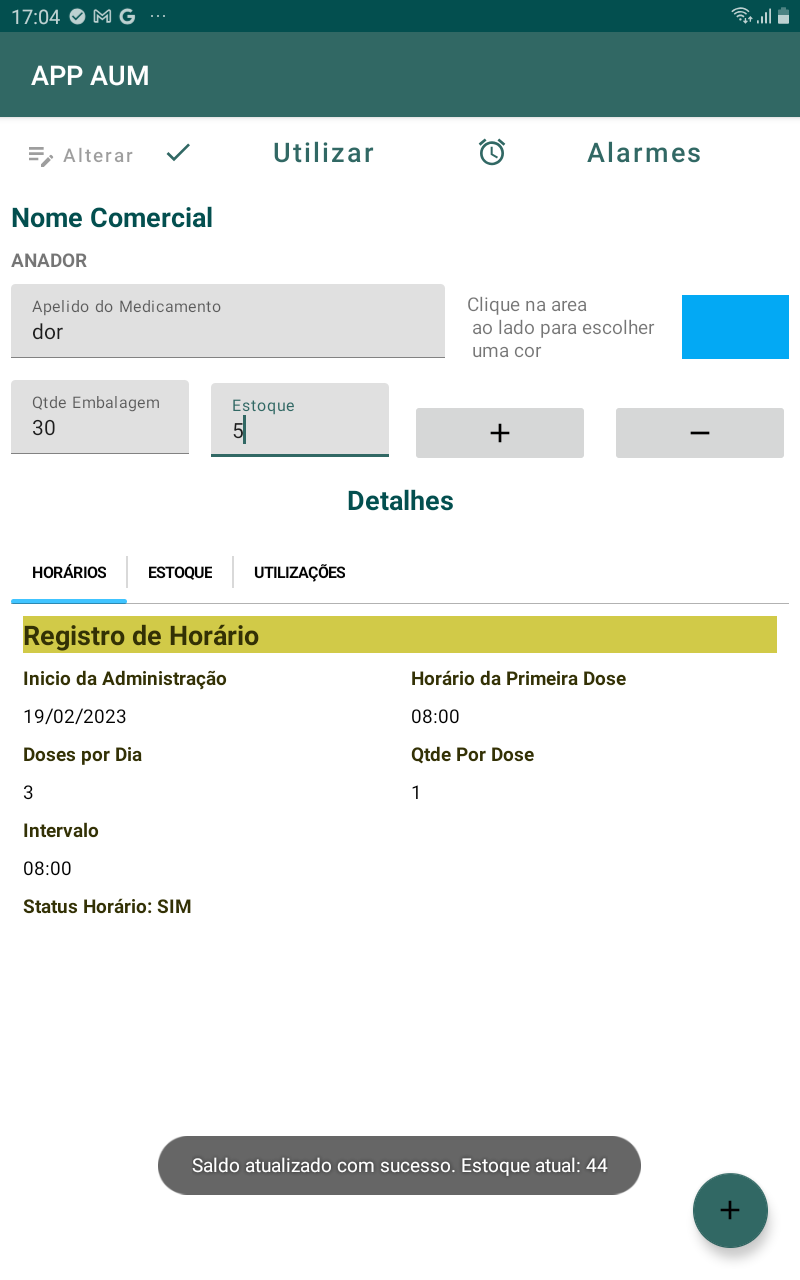 17:04
APP AUM
Alterar
Utilizar
Alarmes
Nome Comercial
ANADOR
Apelido do Medicamento
dor
Clique na area
ao lado para escolher
uma cor
Qtde Embalagem
30
Estoque
5
+
−
Detalhes
HORÁRIOS
ESTOQUE
UTILIZAÇÕES
Registro de Horário
Inicio da Administração
Horário da Primeira Dose
19/02/2023
08:00
Doses por Dia
Qtde Por Dose
3
1
Intervalo
08:00
Status Horário: SIM
Saldo atualizado com sucesso. Estoque atual: 44
+